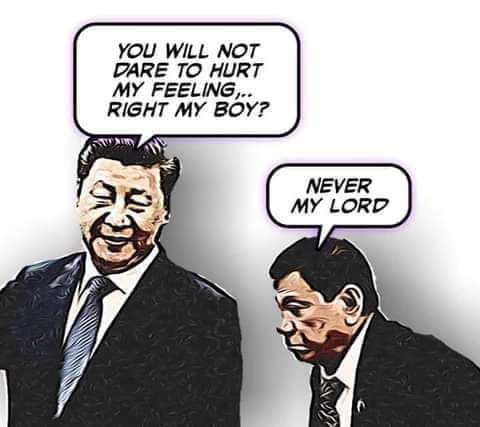 YOU WILL NOT
DARE TO HURT
MY FEELING,..
RIGHT MY BOY?
NEVER
MY LORD